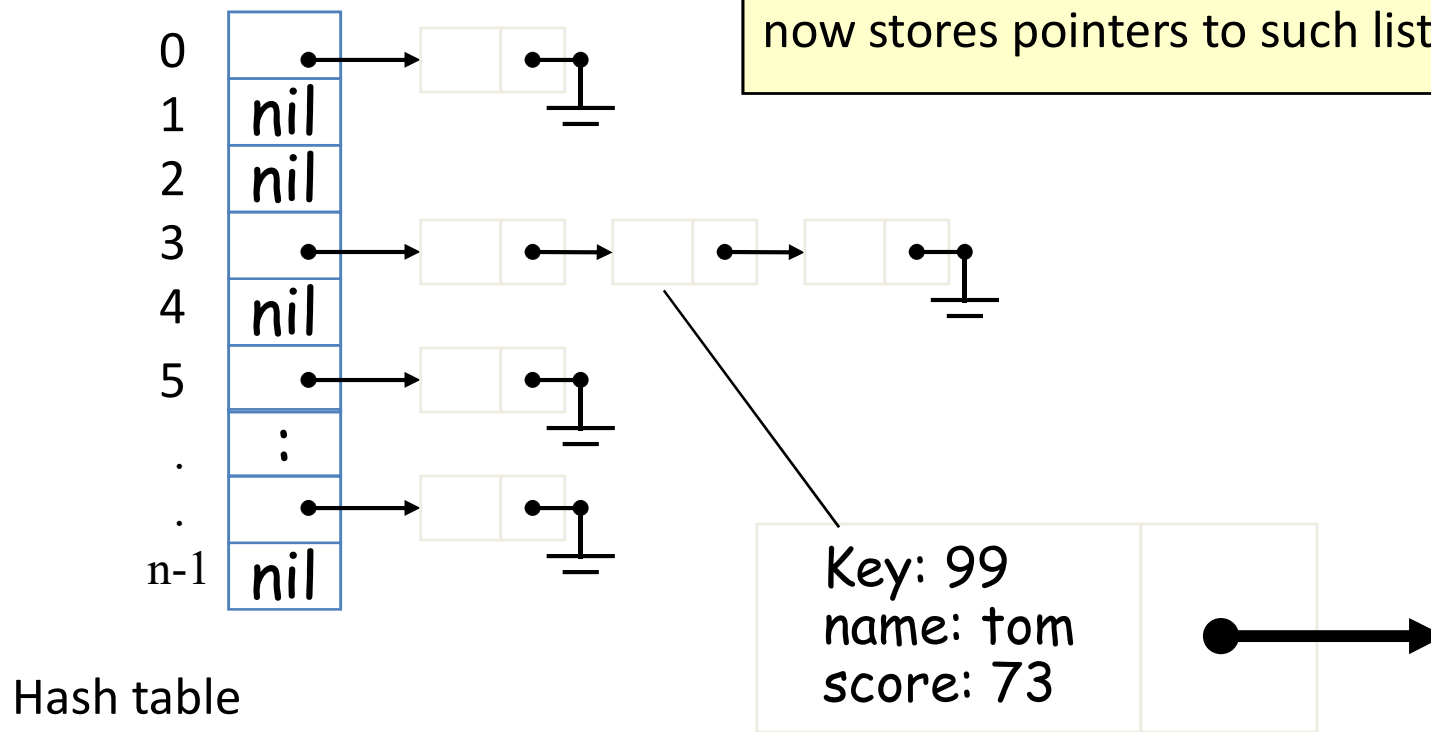 now stores pointers to such list
0
1 nil
2 nil
3
4 nil
5
. :
.
n-1 nil
Key: 99
name: tom
score: 73
Hash table